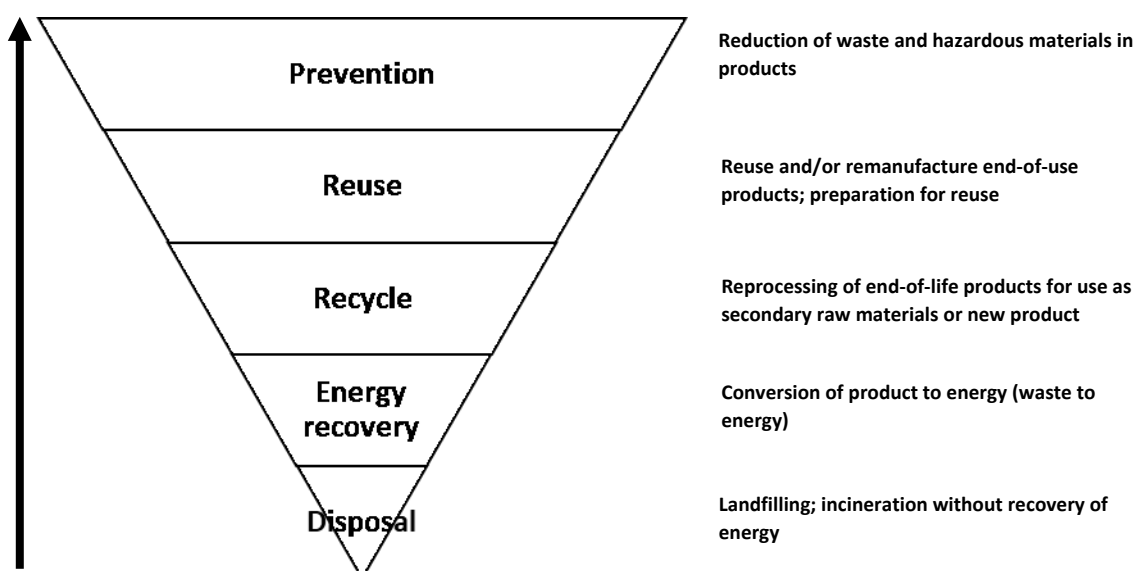 Prevention
Reduction of waste and hazardous materials in
products
Reuse
Reuse and/or remanufacture end-of-use
products; preparation for reuse
Recycle
Reprocessing of end-of-life products for use as
secondary raw materials or new product
Energy
recovery
Conversion of product to energy (waste to
energy)
Disposal
Landfilling; incineration without recovery of
energy